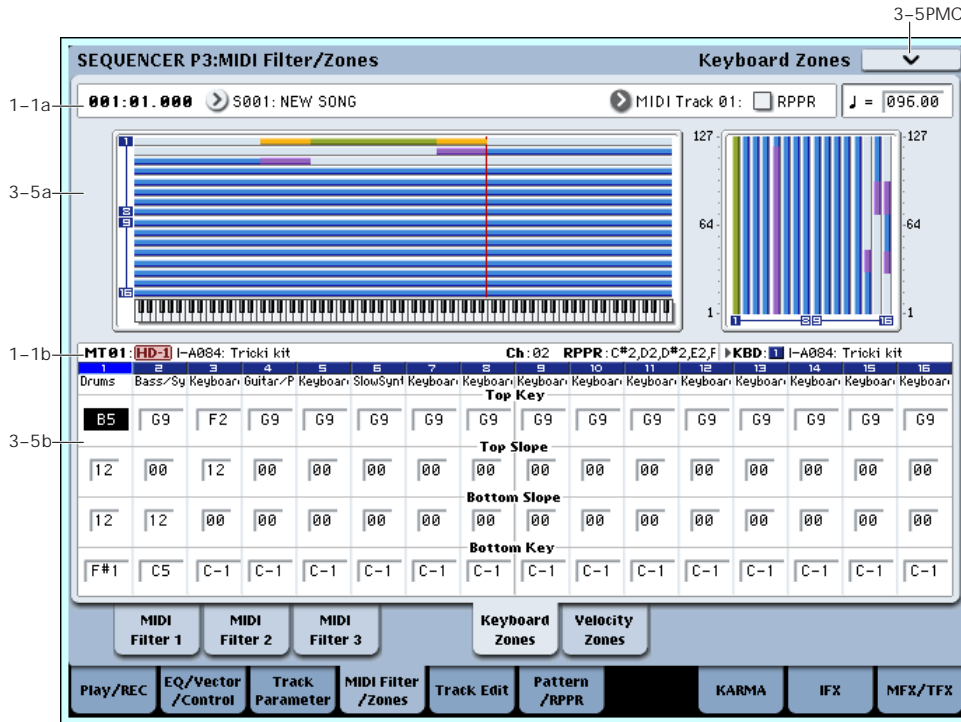 3–5PMC
SEQUENCER P3:MIDI Filter/Zones Keyboard Zones
1–1a
001:01.000 S001: NEW SONG MIDI Track 01: RPPR ♩ = 096.00
3–5a
1
8
9
16
127
64
1
127
64
1
1 8 9 16
1–1b
MT01: HD-1 I-A084: Tricki kit Ch:02 RPPR:C#2,D2,D#2,E2,F ▶KBD: 1 I-A084: Tricki kit
1 2 3 4 5 6 7 8 9 10 11 12 13 14 15 16
Drums Bass/Sy Keyboar Guitar/P Keyboar SlowSynt Keyboar Keyboar Keyboar Keyboar Keyboar Keyboar Keyboar Keyboar Keyboar Keyboar
Top Key
B5 G9 F2 G9 G9 G9 G9 G9 G9 G9 G9 G9 G9 G9 G9 G9
3–5b
Top Slope
12 00 12 00 00 00 00 00 00 00 00 00 00 00 00 00
Bottom Slope
12 12 00 00 00 00 00 00 00 00 00 00 00 00 00 00
Bottom Key
F#1 C5 C-1 C-1 C-1 C-1 C-1 C-1 C-1 C-1 C-1 C-1 C-1 C-1 C-1 C-1
MIDI Filter 1 MIDI Filter 2 MIDI Filter 3 Keyboard Zones Velocity Zones
Play/REC EQ/Vector/Control Track Parameter MIDI Filter/Zones Track Edit Pattern/RPPR KARMA IFX MFX/TFX